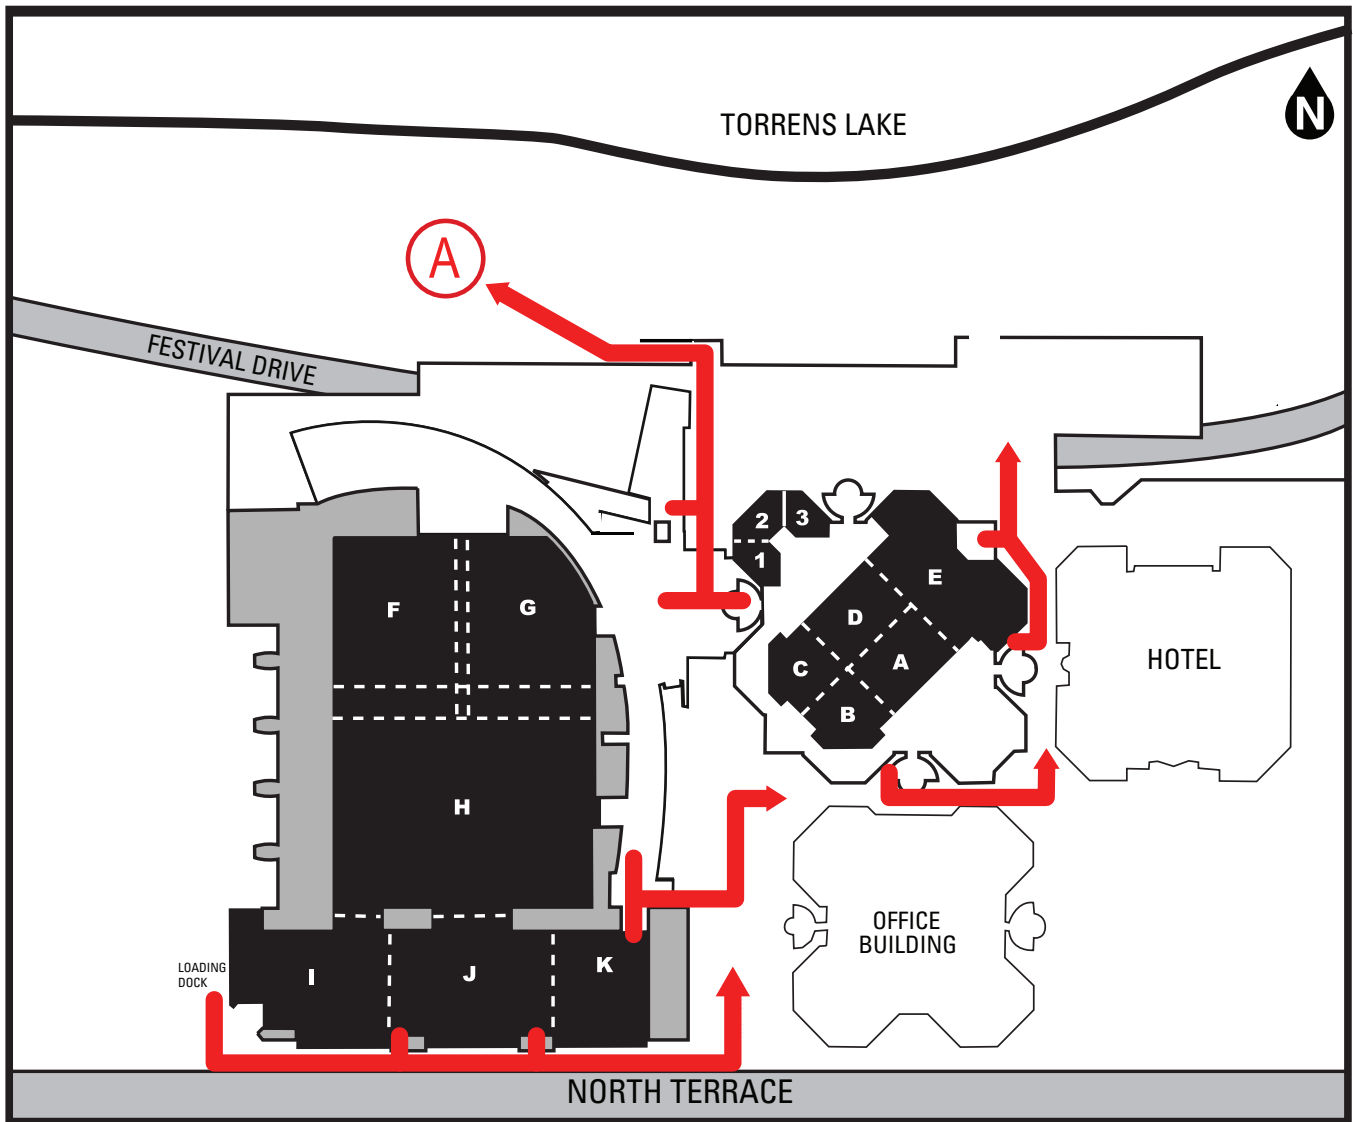 TORRENS LAKE
N
A
FESTIVAL DRIVE
2
3
1
E
F
G
D
C
A
B
HOTEL
H
OFFICE
BUILDING
LOADING
DOCK
I
J
K
NORTH TERRACE